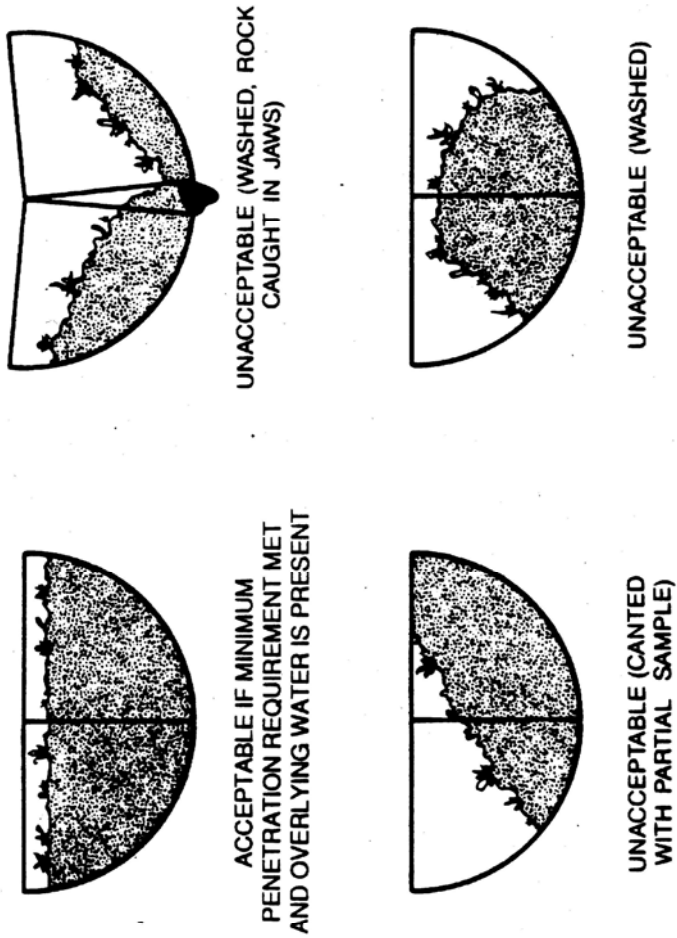 ACCEPTABLE IF MINIMUM
PENETRATION REQUIREMENT MET
AND OVERLYING WATER IS PRESENT
UNACCEPTABLE (WASHED, ROCK
CAUGHT IN JAWS)
UNACCEPTABLE (CANTED
WITH PARTIAL SAMPLE)
UNACCEPTABLE (WASHED)